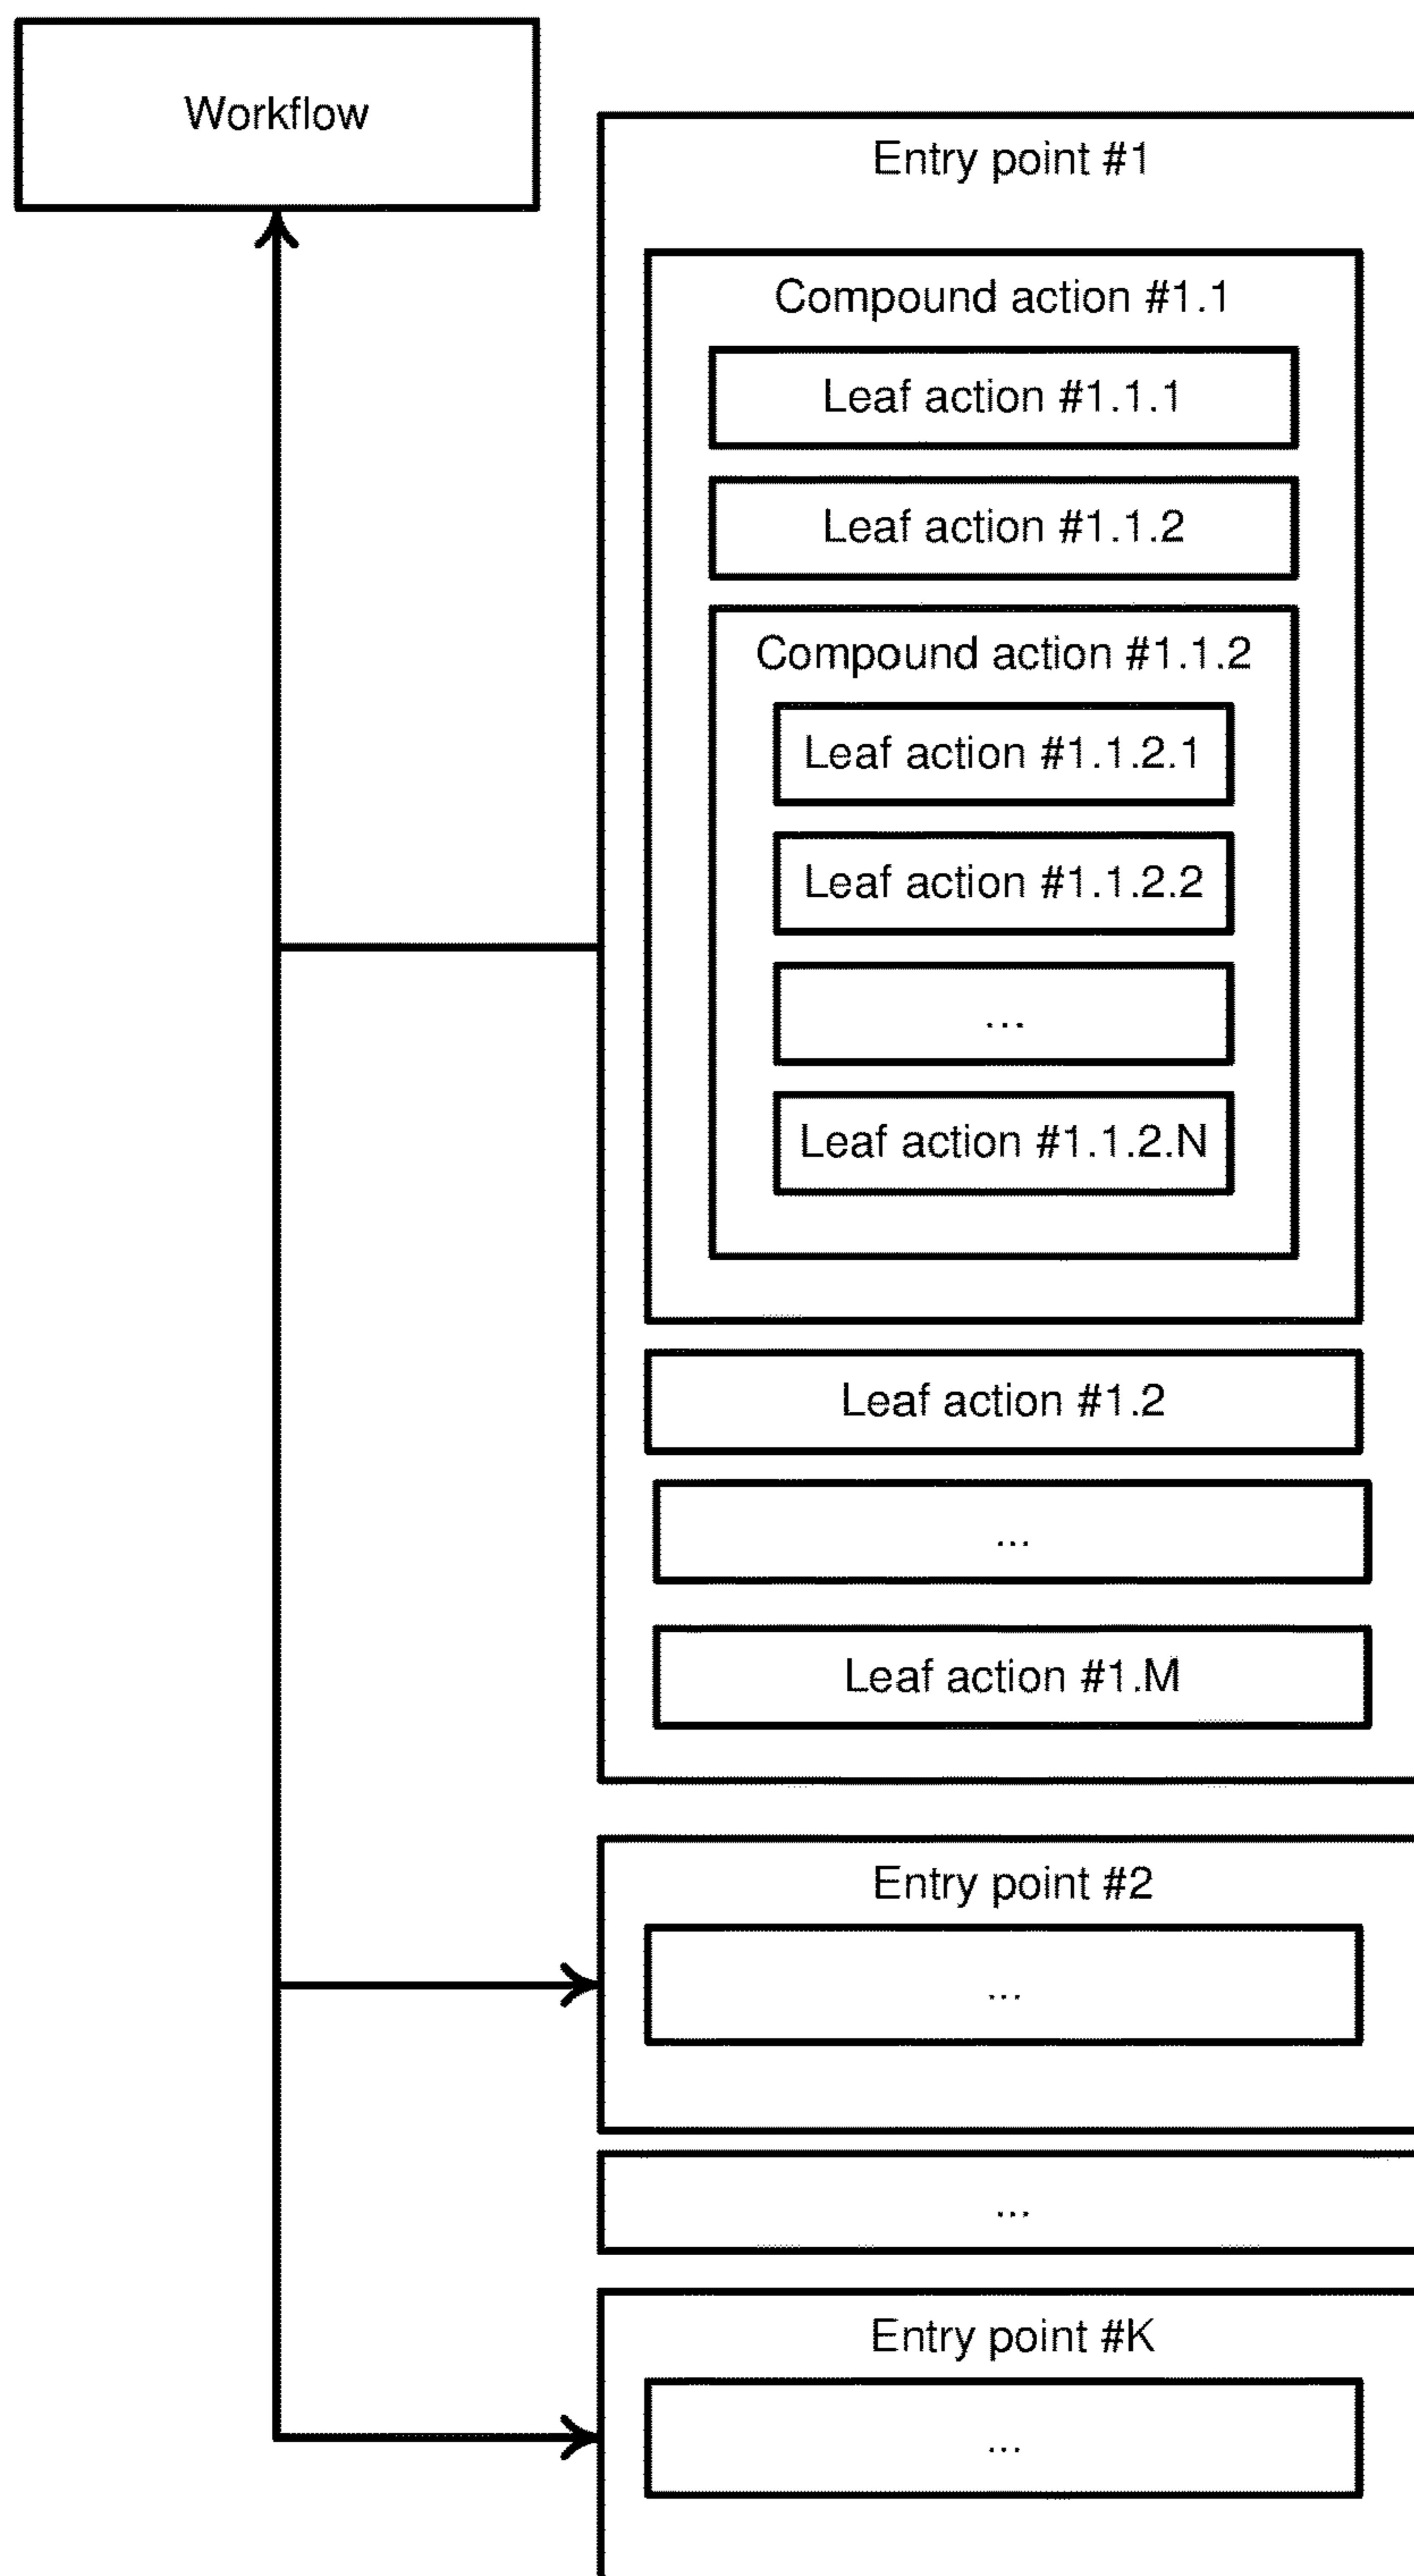 Workflow
Entry point #1
Compound action #1.1
Leaf action #1.1.1
Leaf action #1.1.2
Compound action #1.1.2
Leaf action #1.1.2.1
Leaf action #1.1.2.2
...
Leaf action #1.1.2.N
Leaf action #1.2
...
Leaf action #1.M
Entry point #2
...
...
Entry point #K
...